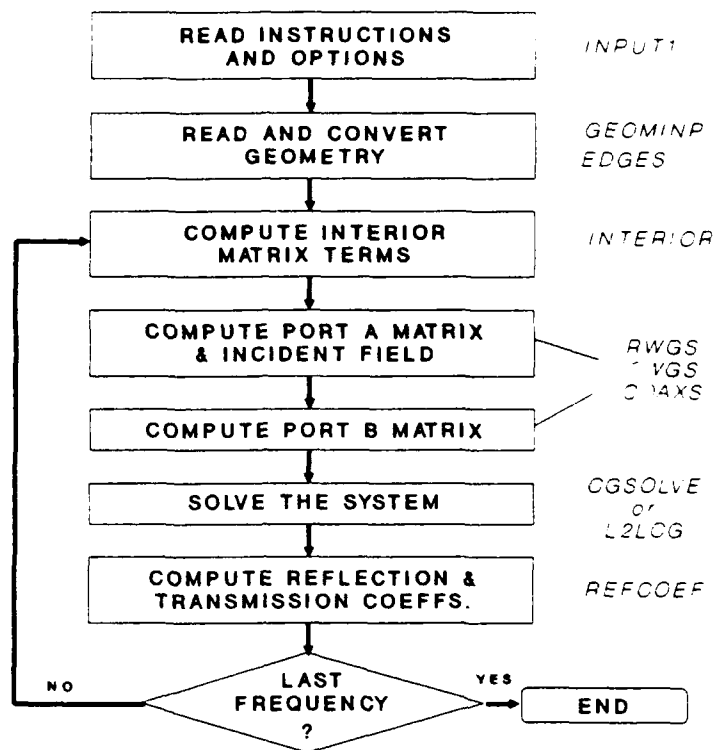 READ INSTRUCTIONS
AND OPTIONS
INPUT1
READ AND CONVERT
GEOMETRY
GEOMINP
EDGES
COMPUTE INTERIOR
MATRIX TERMS
INTERIOR
COMPUTE PORT A MATRIX
& INCIDENT FIELD
RWGS
COMPUTE PORT B MATRIX
SOLVE THE SYSTEM
CGSOLVE
or
COMPUTE REFLECTION &
TRANSMISSION COEFFS.
REFCOEF
LAST
FREQUENCY
?
NO
YES
END